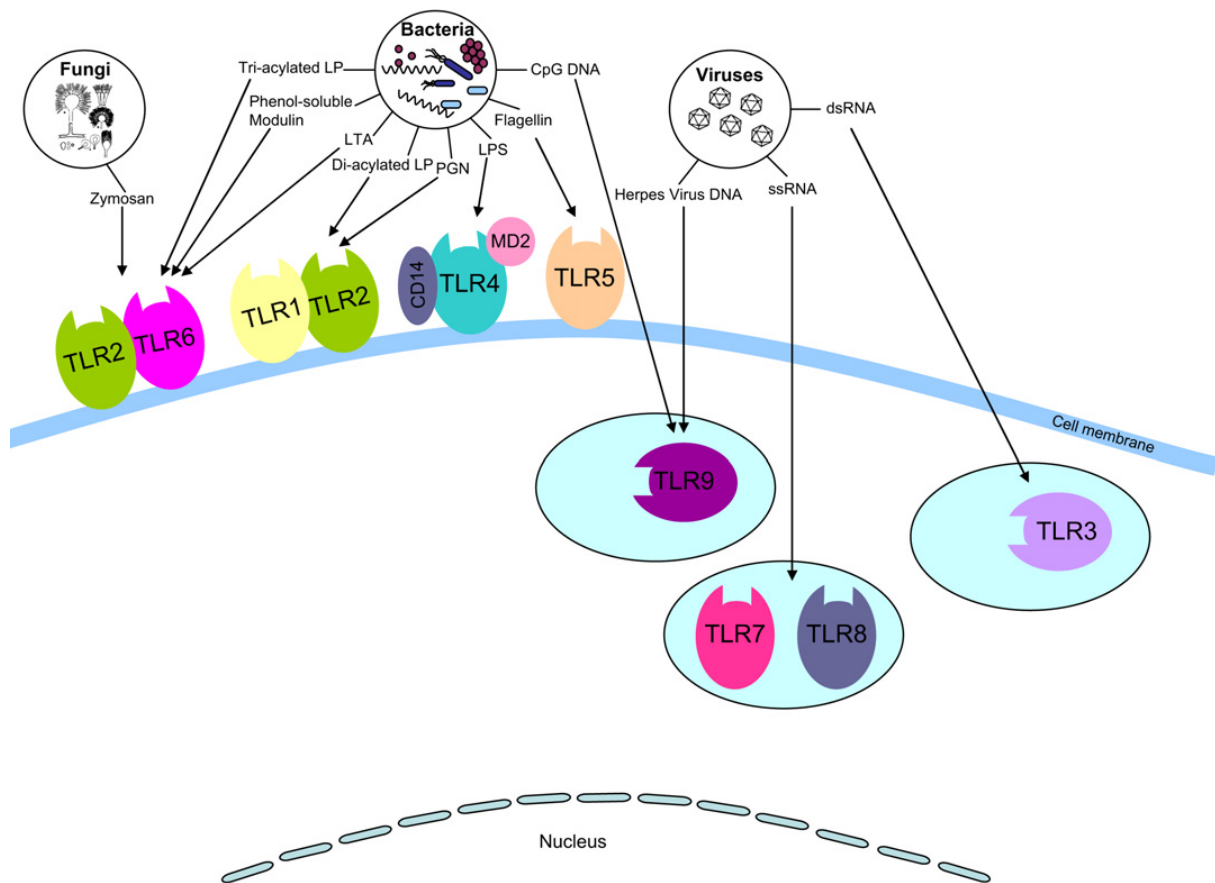 Bacteria
Fungi
Viruses
Tri-acylated LP
CpG DNA
Phenol-soluble
Modulin
Flagellin
dsRNA
LTA
LPS
Di-acylated LP
PGN
Zymosan
Herpes Virus DNA
ssRNA
MD2
CD14
TLR4
TLR5
TLR1
TLR2
TLR2
TLR6
Cell membrane
TLR9
TLR3
TLR7
TLR8
Nucleus